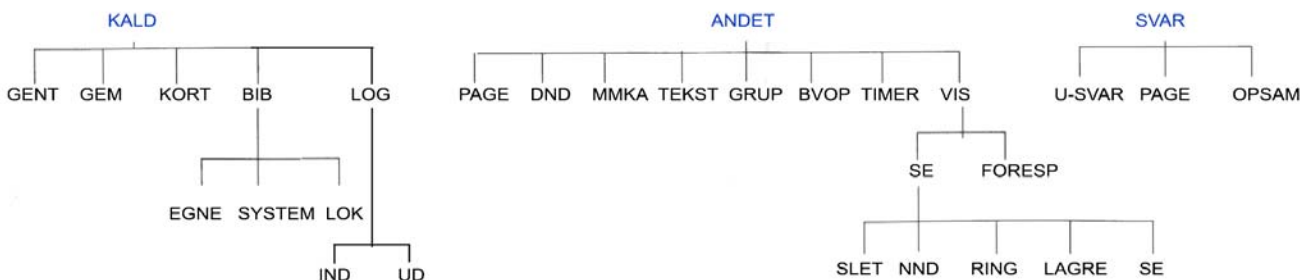 KALD ANDET SVAR
GENT GEM KORT BIB LOG PAGE DND MMKA TEKST GRUP BVOP TIMER VIS U-SVAR PAGE OPSAM
SE FORESP
EGNE SYSTEM LOK
IND UD SLET NND RING LAGRE SE